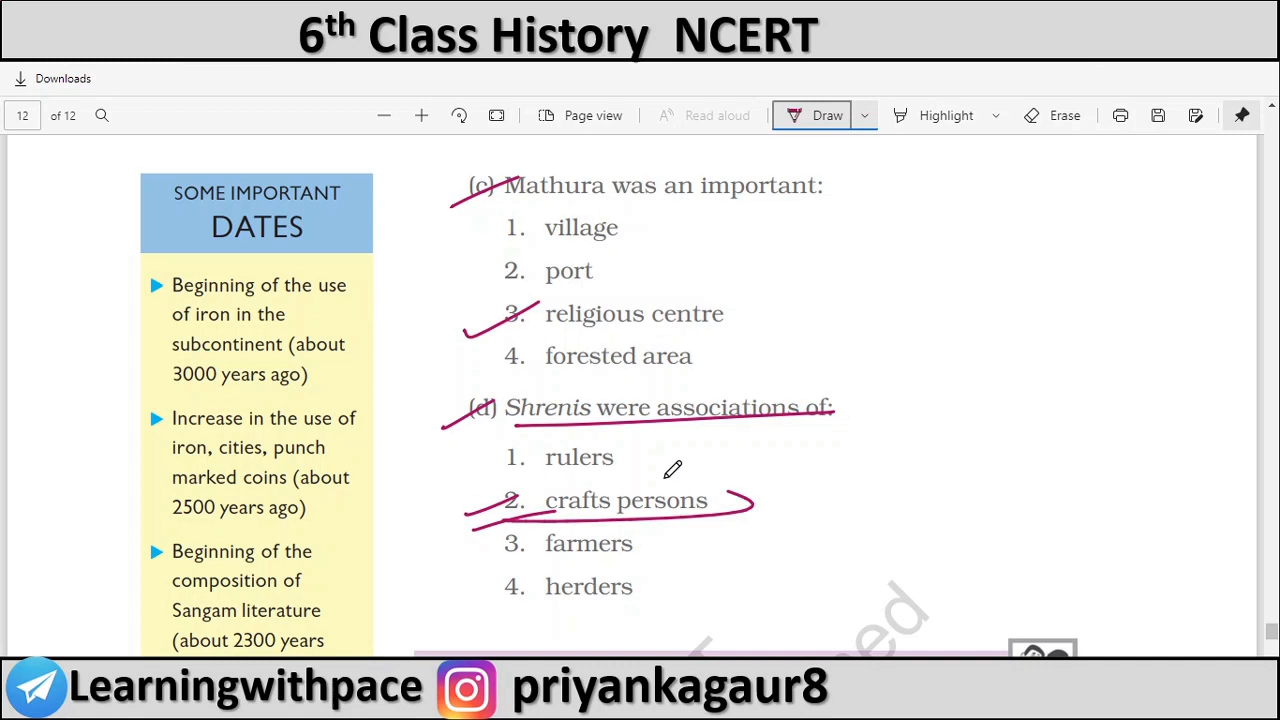 6th Class History NCERT
Downloads
12 of 12
Page view
Read aloud
Draw
Highlight
Erase
SOME IMPORTANT
DATES
Beginning of the use
of iron in the
subcontinent (about
3000 years ago)
Increase in the use of
iron, cities, punch
marked coins (about
2500 years ago)
Beginning of the
composition of
Sangam literature
(about 2300 years
(c) Mathura was an important:
1. village
2. port
3. religious centre
4. forested area
(d) Shrenis were associations of:
1. rulers
2. crafts persons
3. farmers
4. herders
Learningwithpace
priyankagaur8